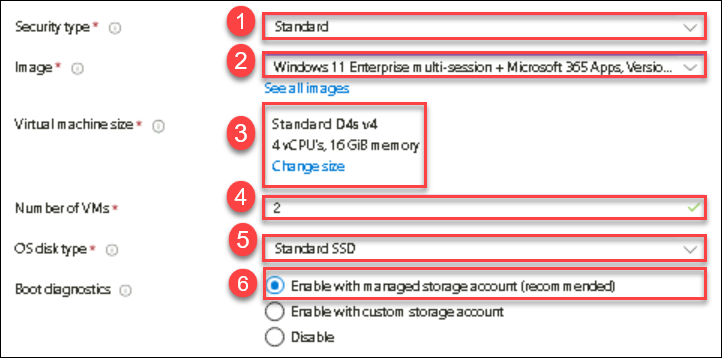 Security type * 1 Standard
Image * 2 Windows 11 Enterprise multi-session + Microsoft 365 Apps, Versio...
See all images
Virtual machine size * 3 Standard D4s v4
4 vCPU's, 16 GiB memory
Change size
Number of VMs * 4 2
OS disk type * 5 Standard SSD
Boot diagnostics 6 Enable with managed storage account (recommended)
Enable with custom storage account
Disable